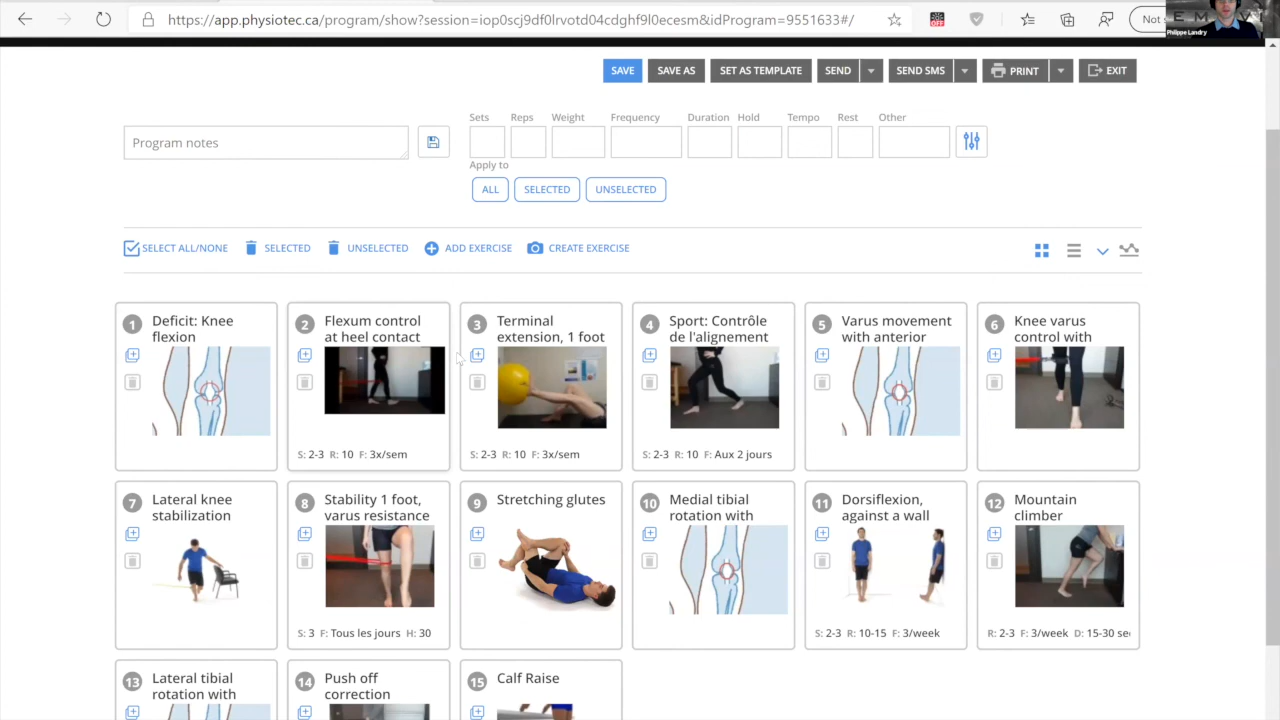 https://app.physiotec.ca/program/show?session=iop0scj9df0lrvotd04cdghf9l0ecesm&idProgram=9551633#/
OFF
Not s
Philippe Landry
SAVE
SAVE AS
SET AS TEMPLATE
SEND
SEND SMS
PRINT
EXIT
Program notes
Sets
Reps
Weight
Frequency
Duration
Hold
Tempo
Rest
Other
Apply to
ALL
SELECTED
UNSELECTED
SELECT ALL/NONE
SELECTED
UNSELECTED
ADD EXERCISE
CREATE EXERCISE
1
Deficit: Knee
flexion
2
Flexum control
at heel contact
S: 2-3 R: 10 F: 3x/sem
3
Terminal
extension, 1 foot
S: 2-3 R: 10 F: 3x/sem
4
Sport: Contrôle
de l'alignement
S: 2-3 R: 10 F: Aux 2 jours
5
Varus movement
with anterior
6
Knee varus
control with
7
Lateral knee
stabilization
8
Stability 1 foot,
varus resistance
S: 3 F: Tous les jours H: 30
9
Stretching glutes
10
Medial tibial
rotation with
11
Dorsiflexion,
against a wall
S: 2-3 R: 10-15 F: 3/week
12
Mountain
climber
R: 2-3 F: 3/week D: 15-30 se
13
Lateral tibial
rotation with
14
Push off
correction
15
Calf Raise